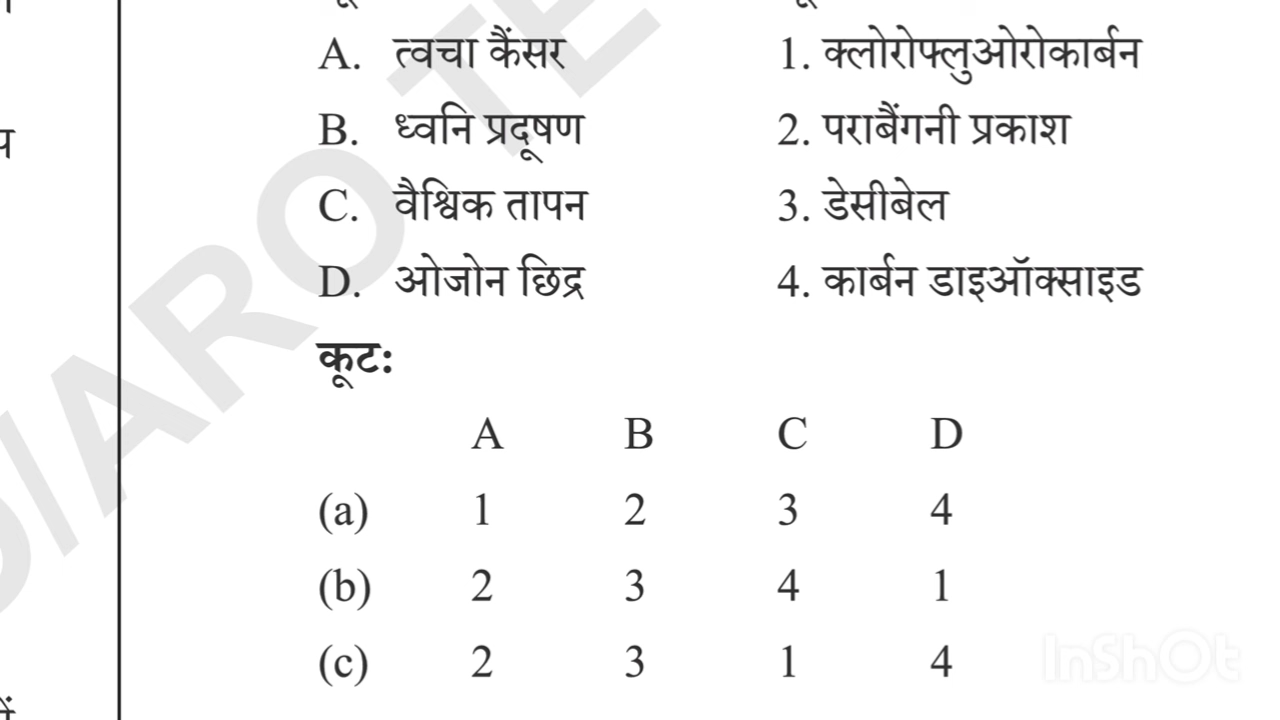 A. त्वचा कैंसर 1. क्लोरोफ्लुओरोकार्बन
B. ध्वनि प्रदूषण 2. पराबैंगनी प्रकाश
C. वैश्विक तापन 3. डेसीबेल
D. ओजोन छिद्र 4. कार्बन डाइऑक्साइड
कूटः
A B C D
(a) 1 2 3 4
(b) 2 3 4 1
(c) 2 3 1 4
InShOt